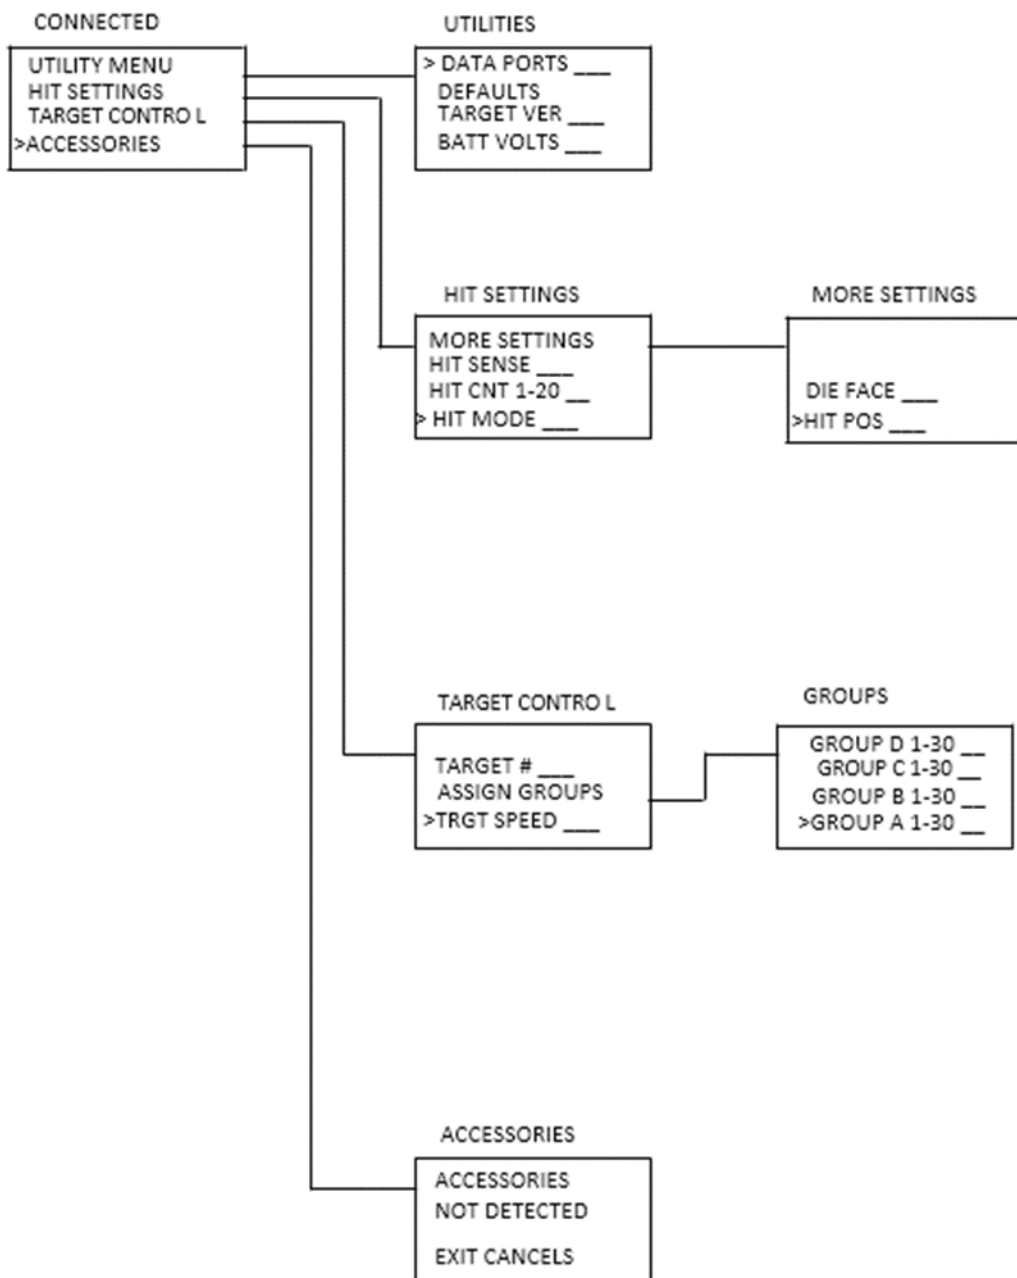 CONNECTED
UTILITY MENU
HIT SETTINGS
TARGET CONTRO L
>ACCESSORIES
UTILITIES
> DATA PORTS ___
DEFAULTS
TARGET VER ___
BATT VOLTS ___
HIT SETTINGS
MORE SETTINGS
HIT SENSE ___
HIT CNT 1-20 __
> HIT MODE ___
MORE SETTINGS
DIE FACE ___
>HIT POS ___
TARGET CONTRO L
TARGET # ___
ASSIGN GROUPS
>TRGT SPEED ___
GROUPS
GROUP D 1-30 __
GROUP C 1-30 __
GROUP B 1-30 __
>GROUP A 1-30 __
ACCESSORIES
ACCESSORIES
NOT DETECTED
EXIT CANCELS